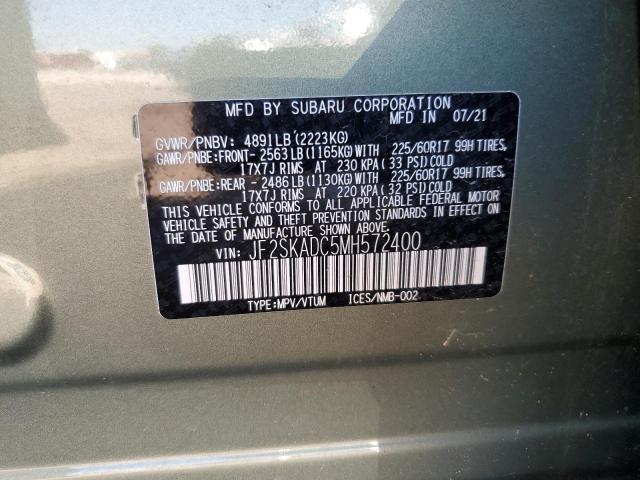 MFD BY SUBARU CORPORATION
MFD IN 07/21
GVWR/PNBV: 4891LB(2223KG)
GAWR/PNBE:FRONT- 2563LB(1165KG)WITH 225/60R17 99H TIRES,
17X7J RIMS AT 230 KPA(33 PSI)COLD
GAWR/PNBE:REAR - 2486LB(1130KG)WITH 225/60R17 99H TIRES,
17X7J RIMS AT 220 KPA(32 PSI)COLD
THIS VEHICLE CONFORMS TO ALL APPLICABLE FEDERAL MOTOR
VEHICLE SAFETY AND THEFT PREVENTION STANDARDS IN EFFECT ON
THE DATE OF MANUFACTURE SHOWN ABOVE.
VIN: JF2SKADC5MH572400
TYPE:MPV/VTUM ICES/NMB-002